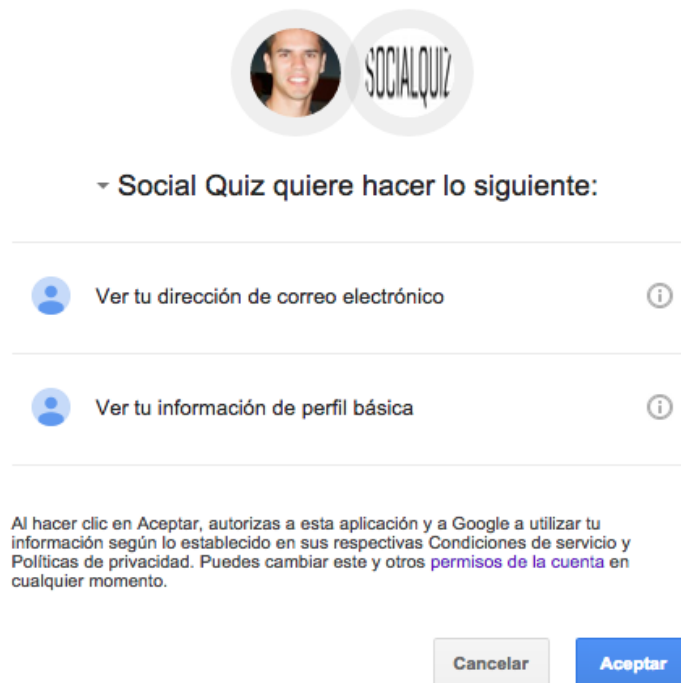 SOCIALQUIZ
Social Quiz quiere hacer lo siguiente:
Ver tu dirección de correo electrónico
Ver tu información de perfil básica
Al hacer clic en Aceptar, autorizas a esta aplicación y a Google a utilizar tu
información según lo establecido en sus respectivas Condiciones de servicio y
Políticas de privacidad. Puedes cambiar este y otros permisos de la cuenta en
cualquier momento.
Cancelar Aceptar